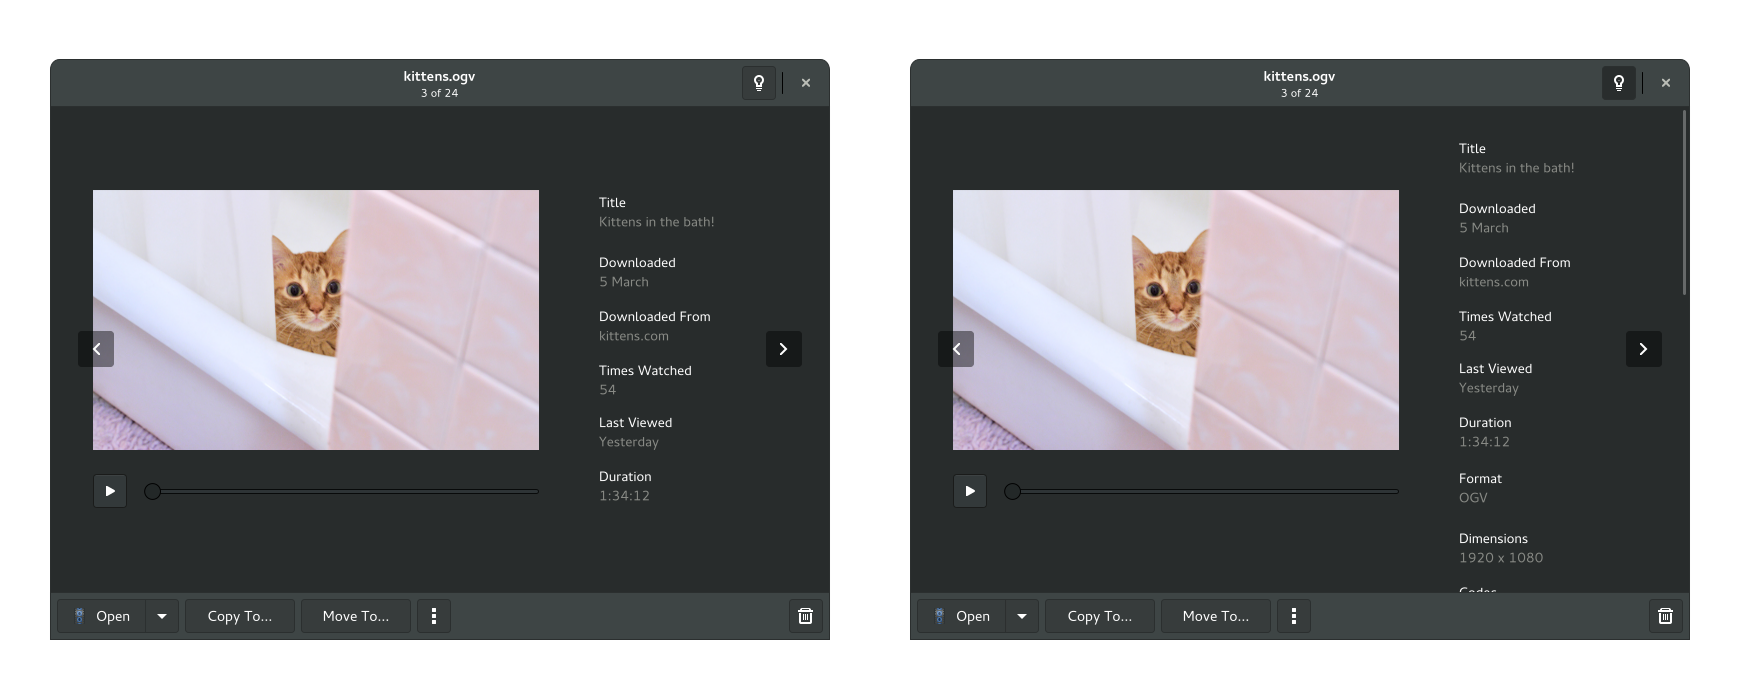 kittens.ogv
3 of 24
Title
Kittens in the bath!
Downloaded
5 March
Downloaded From
kittens.com
Times Watched
54
Last Viewed
Yesterday
Duration
1:34:12
Open
Copy To...
Move To...
kittens.ogv
3 of 24
Title
Kittens in the bath!
Downloaded
5 March
Downloaded From
kittens.com
Times Watched
54
Last Viewed
Yesterday
Duration
1:34:12
Format
OGV
Dimensions
1920 x 1080
Open
Copy To...
Move To...